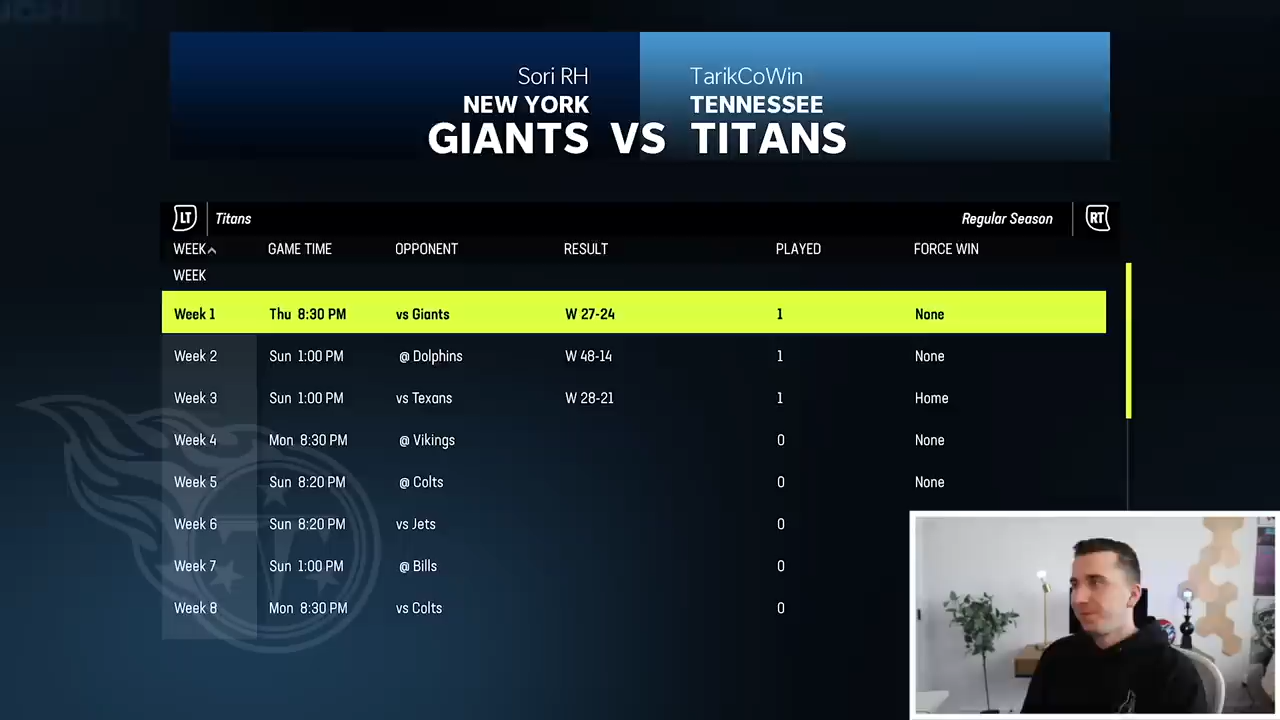 Sori RH
NEW YORK
GIANTS VS TITANS
TarikCoWin
TENNESSEE
LT Titans Regular Season RT
WEEK GAME TIME OPPONENT RESULT PLAYED FORCE WIN
WEEK
Week 1 Thu 8:30 PM vs Giants W 27-24 1 None
Week 2 Sun 1:00 PM @ Dolphins W 48-14 1 None
Week 3 Sun 1:00 PM vs Texans W 28-21 1 Home
Week 4 Mon 8:30 PM @ Vikings 0 None
Week 5 Sun 8:20 PM @ Colts 0 None
Week 6 Sun 8:20 PM vs Jets 0
Week 7 Sun 1:00 PM @ Bills 0
Week 8 Mon 8:30 PM vs Colts 0